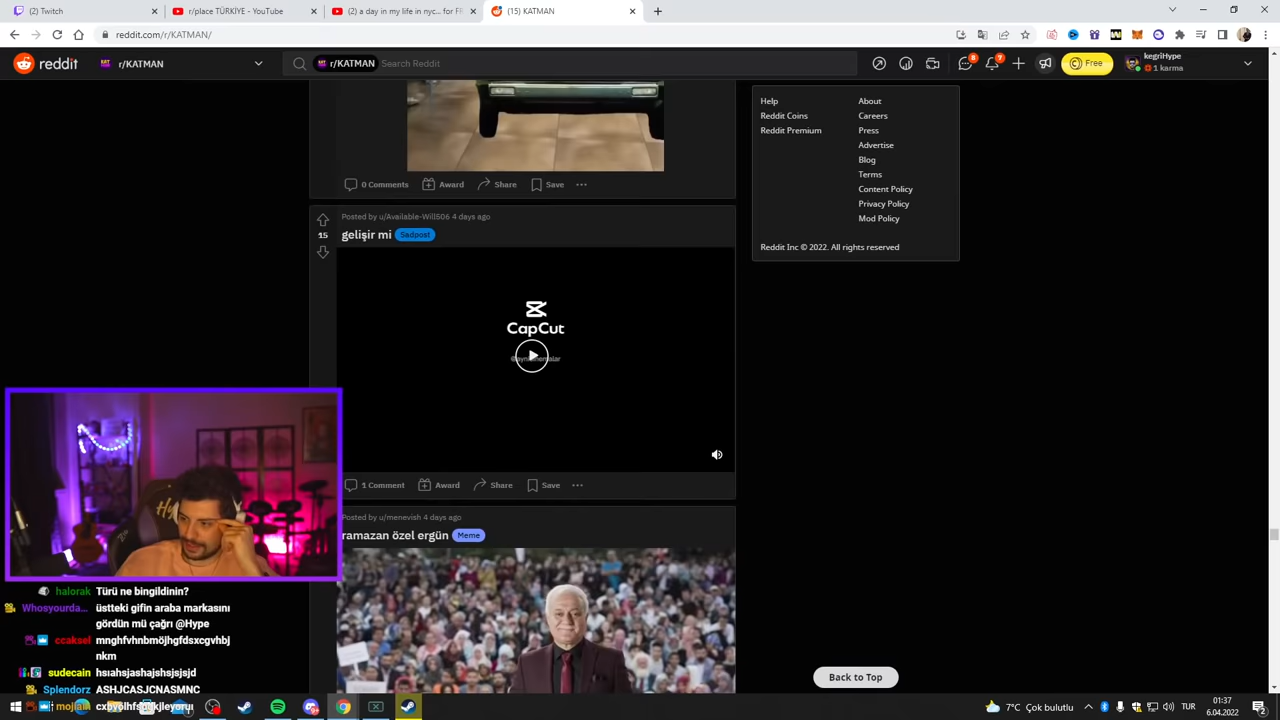 (2) Twitch
r/place TÜRKİYE - YouTube
(2) a day in my life in nyc... for FI
(15) KATMAN
reddit.com/r/KATMAN/
reddit
r/KATMAN
r/KATMAN
Search Reddit
8
7
Free
kegriHype
1 karma
Help
About
Reddit Coins
Careers
Reddit Premium
Press
Advertise
Blog
Terms
Content Policy
Privacy Policy
Mod Policy
Reddit Inc © 2022. All rights reserved
0 Comments
Award
Share
Save
Posted by u/Available-Will506 4 days ago
15
gelişir mi
Sadpost
CapCut
1 Comment
Award
Share
Save
Posted by u/menevish 4 days ago
ramazan özel ergün
Meme
halorak Türü ne bingildinin?
Whosyourda... üstteki gifin araba markasını
gördün mü çağrı @Hype
ccaksel mnghfvhnbmöjhgfdsxcgvhbj
nkm
sudecain hsıahsjashajshsjsjsjd
Splendorz ASHJCASJCNASMNC
Back to Top
7°C Çok bulutlu
TUR
01:37
6.04.2022
2